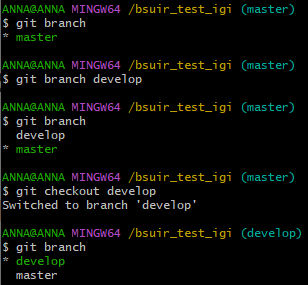 ANNA@ANNA MINGW64 /bsuir_test_igi (master)
$ git branch
* master
ANNA@ANNA MINGW64 /bsuir_test_igi (master)
$ git branch develop
ANNA@ANNA MINGW64 /bsuir_test_igi (master)
$ git branch
  develop
* master
ANNA@ANNA MINGW64 /bsuir_test_igi (master)
$ git checkout develop
Switched to branch 'develop'
ANNA@ANNA MINGW64 /bsuir_test_igi (develop)
$ git branch
* develop
  master